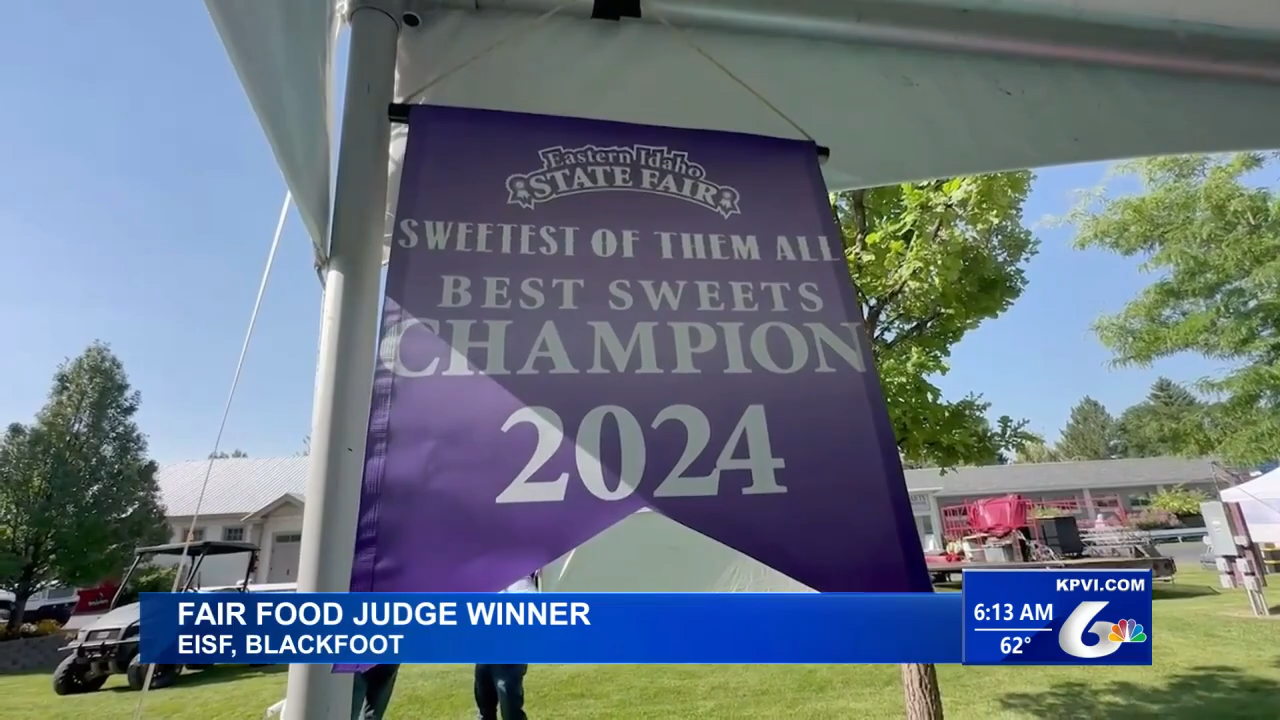 Eastern Idaho
STATE FAIR
SWEETEST OF THEM ALL
BEST SWEETS
CHAMPION
2024
FAIR FOOD JUDGE WINNER
EISF, BLACKFOOT
KPVI.COM
6:13 AM
62°
6